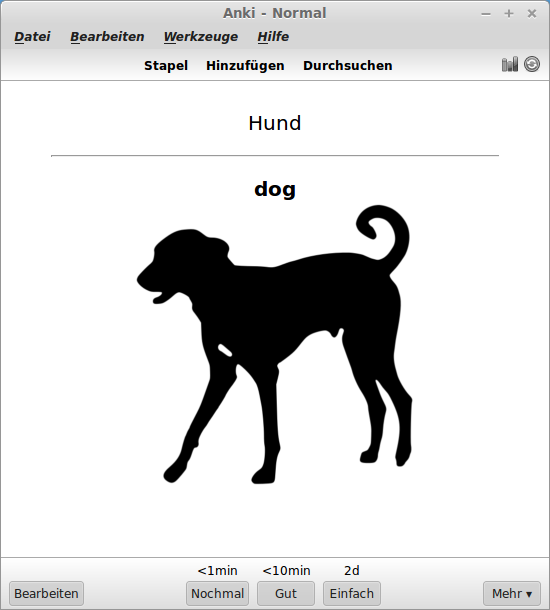 Anki - Normal
Datei Bearbeiten Werkzeuge Hilfe
Stapel Hinzufügen Durchsuchen
Hund
dog
<1min <10min 2d
Bearbeiten Nochmal Gut Einfach Mehr ▾